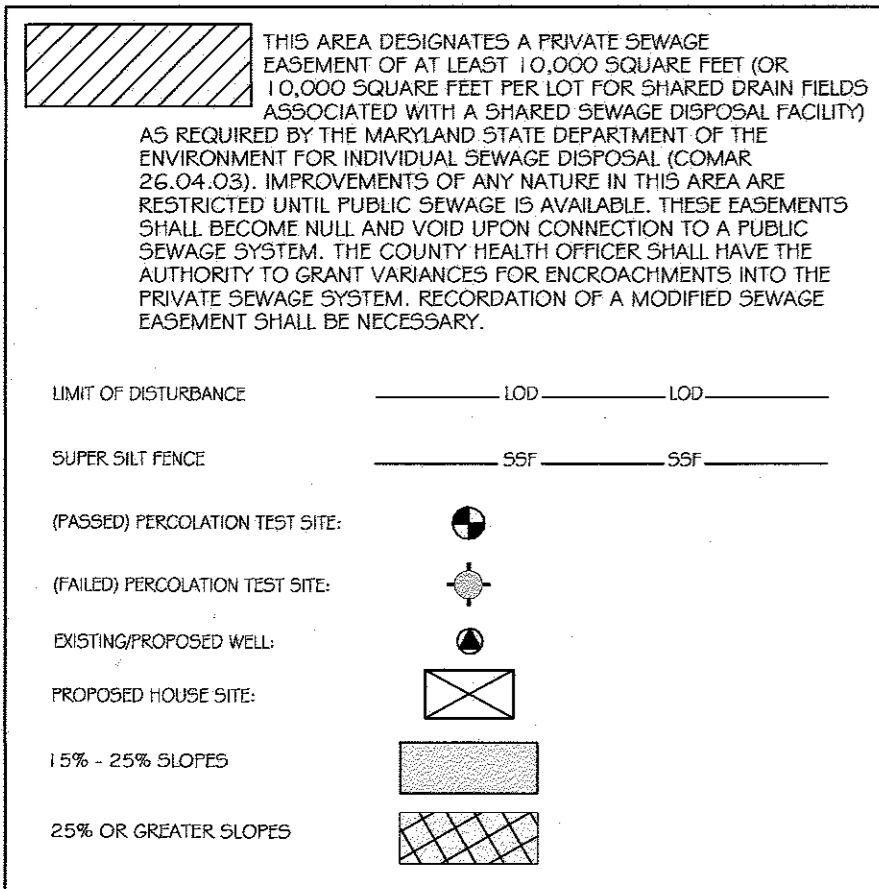 THIS AREA DESIGNATES A PRIVATE SEWAGE
EASEMENT OF AT LEAST 10,000 SQUARE FEET (OR
10,000 SQUARE FEET PER LOT FOR SHARED DRAIN FIELDS
ASSOCIATED WITH A SHARED SEWAGE DISPOSAL FACILITY)
AS REQUIRED BY THE MARYLAND STATE DEPARTMENT OF THE
ENVIRONMENT FOR INDIVIDUAL SEWAGE DISPOSAL (COMAR
26.04.03). IMPROVEMENTS OF ANY NATURE IN THIS AREA ARE
RESTRICTED UNTIL PUBLIC SEWAGE IS AVAILABLE. THESE EASEMENTS
SHALL BECOME NULL AND VOID UPON CONNECTION TO A PUBLIC
SEWAGE SYSTEM. THE COUNTY HEALTH OFFICER SHALL HAVE THE
AUTHORITY TO GRANT VARIANCES FOR ENCROACHMENTS INTO THE
PRIVATE SEWAGE SYSTEM. RECORDATION OF A MODIFIED SEWAGE
EASEMENT SHALL BE NECESSARY.
LIMIT OF DISTURBANCE LOD LOD
SUPER SILT FENCE SSF SSF
(PASSED) PERCOLATION TEST SITE:
(FAILED) PERCOLATION TEST SITE:
EXISTING/PROPOSED WELL:
PROPOSED HOUSE SITE:
15% - 25% SLOPES
25% OR GREATER SLOPES